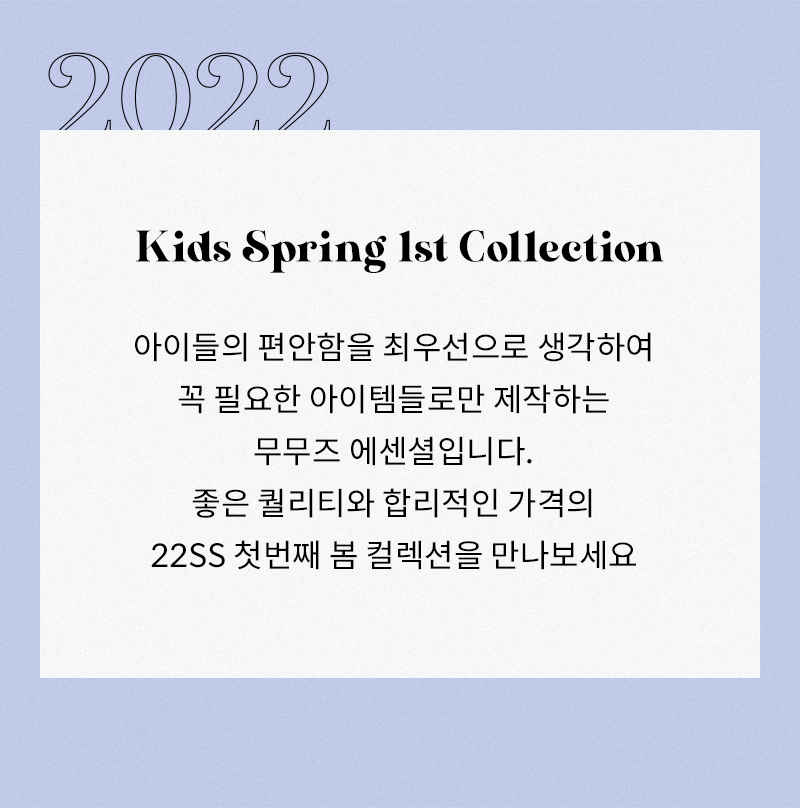 2022
Kids Spring 1st Collection
아이들의 편안함을 최우선으로 생각하여
꼭 필요한 아이템들로만 제작하는
무무즈 에센셜입니다.
좋은 퀄리티와 합리적인 가격의
22SS 첫번째 봄 컬렉션을 만나보세요